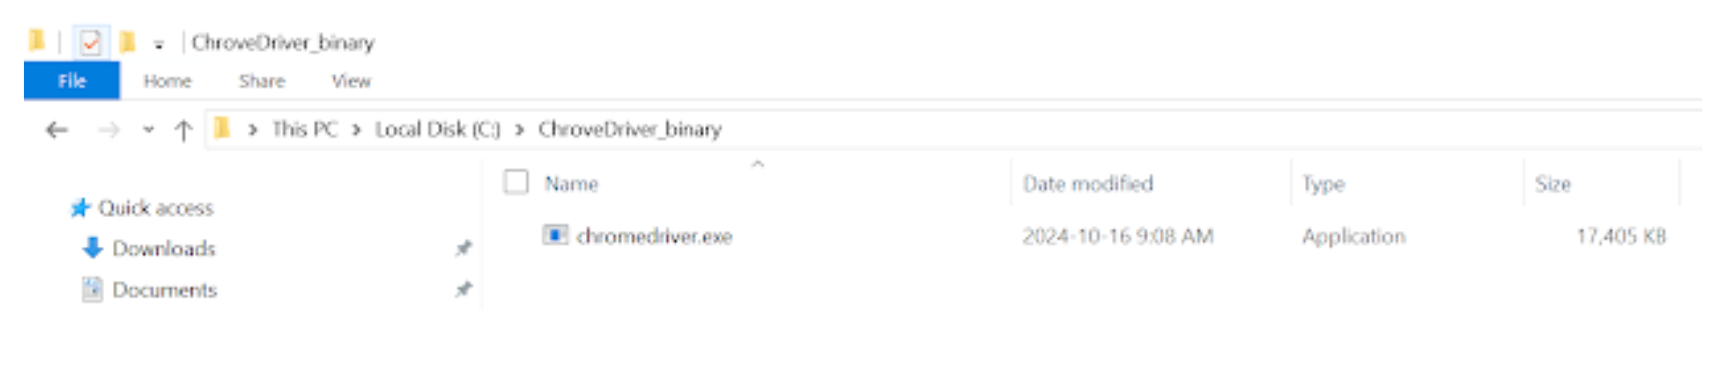 ChroveDriver_binary
File Home Share View
This PC > Local Disk (C:) > ChroveDriver_binary
Name Date modified Type Size
Quick access
chromedriver.exe 2024-10-16 9:08 AM Application 17,405 KB
Downloads
Documents